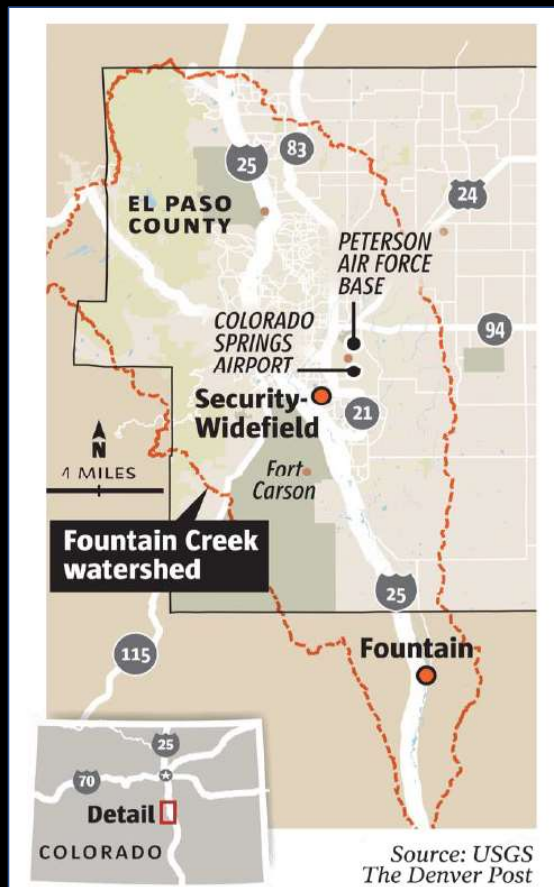 25
83
24
EL PASO
COUNTY
PETERSON
AIR FORCE
BASE
94
COLORADO
SPRINGS
AIRPORT
Security-
Widefield
21
N
4 MILES
Fort
Carson
Fountain Creek
watershed
25
115
Fountain
25
70
Detail
COLORADO
Source: USGS
The Denver Post